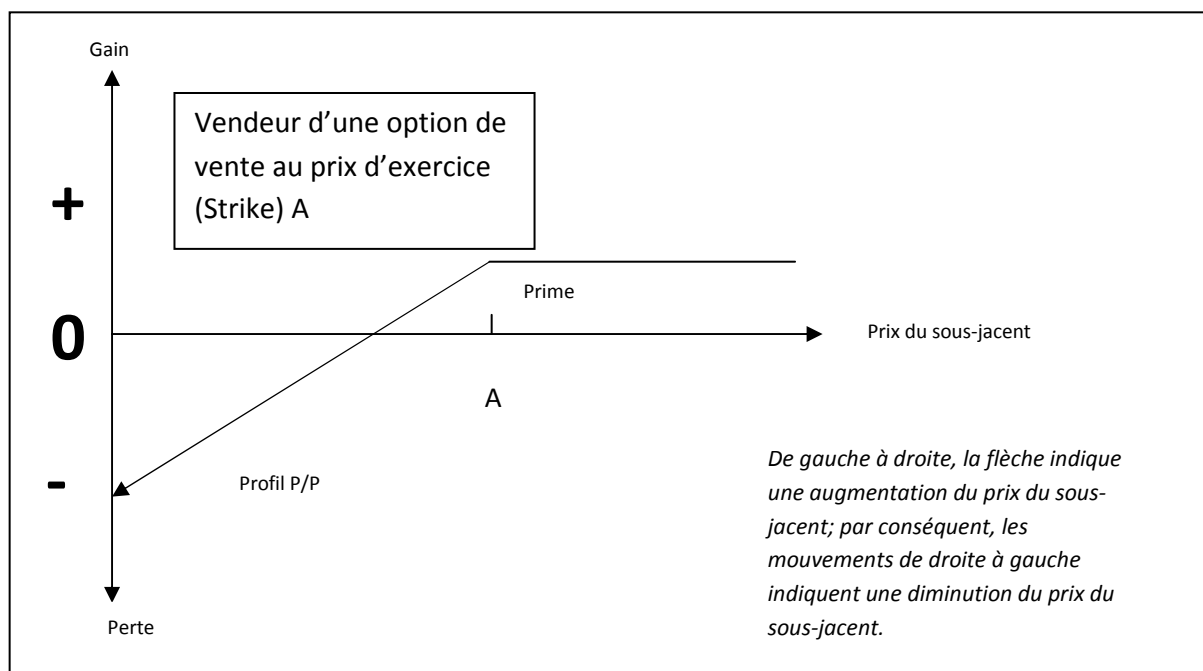 Gain
Vendeur d’une option de
vente au prix d’exercice
(Strike) A
+
Prime
0
Prix du sous-jacent
A
-
Profil P/P
De gauche à droite, la flèche indique
une augmentation du prix du sous-
jacent; par conséquent, les
mouvements de droite à gauche
indiquent une diminution du prix du
sous-jacent.
Perte